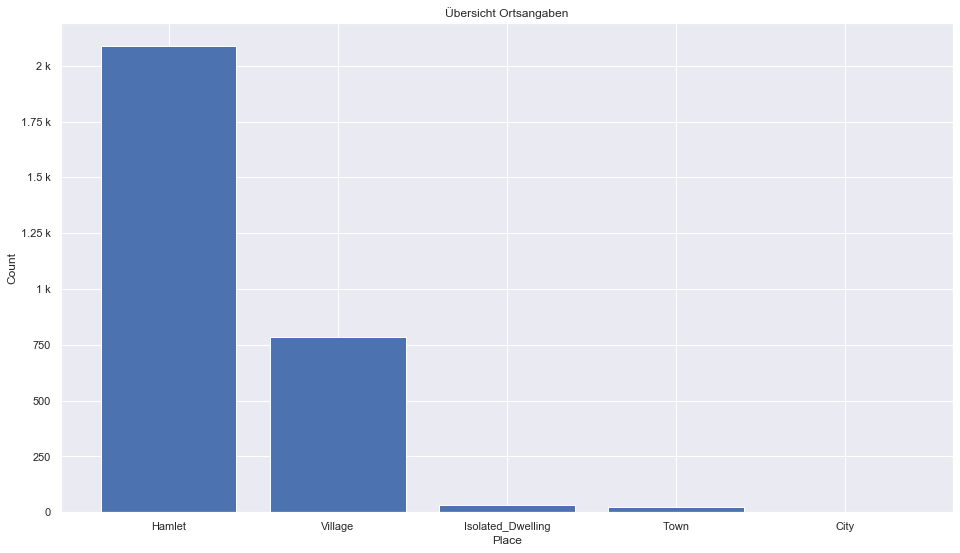 Übersicht Ortsangaben
2 k
1.75 k
1.5 k
1.25 k
1 k
750
500
250
0
Count
Hamlet Village Isolated_Dwelling Town City
Place